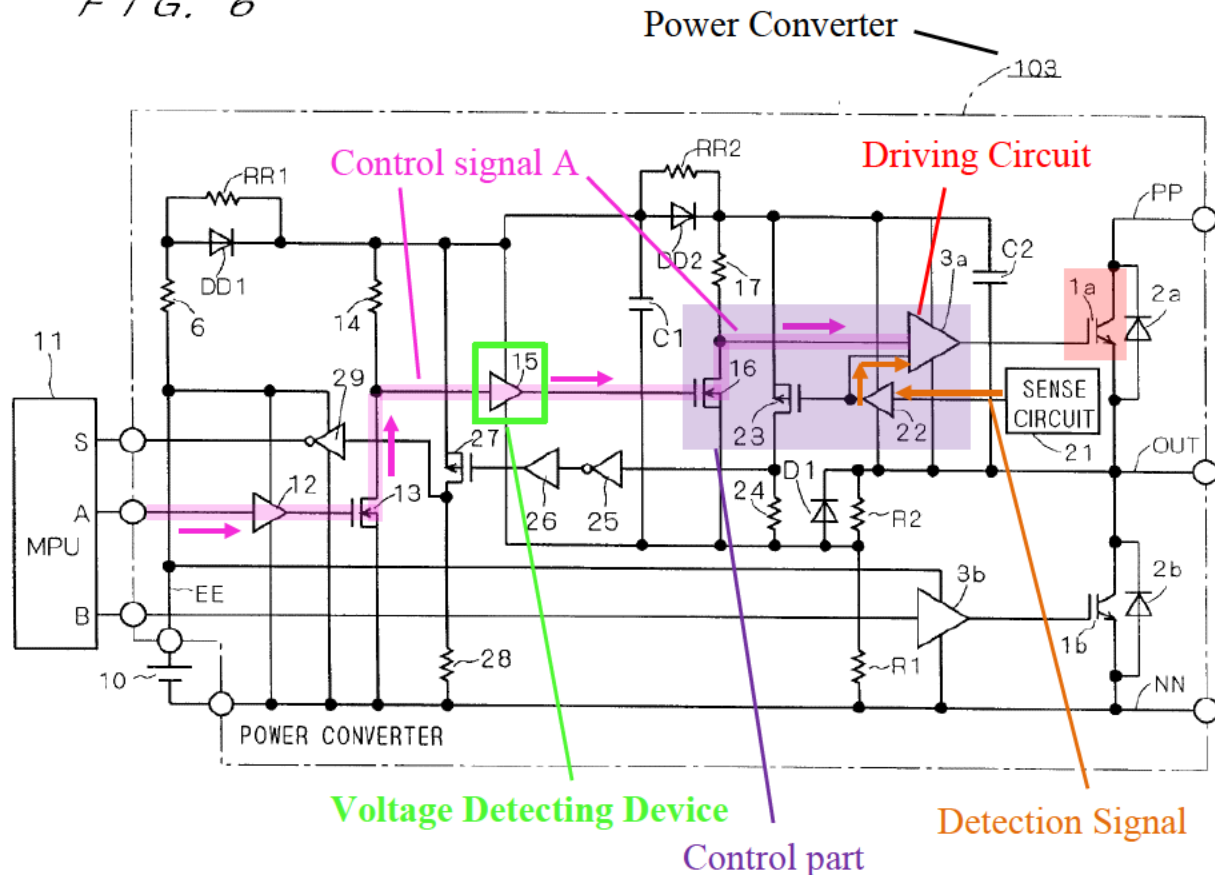 FIG. 6
Power Converter
103
Control signal A
Driving Circuit
RR1
RR2
PP
DD1
DD2
3a
C2
1a
2a
6
14
17
C1
11
15
16
29
27
23
22
SENSE
CIRCUIT
21
S
OUT
12
13
26
25
24
D1
R2
A
MPU
EE
3b
2b
B
1b
10
28
R1
NN
POWER CONVERTER
Voltage Detecting Device
Detection Signal
Control part